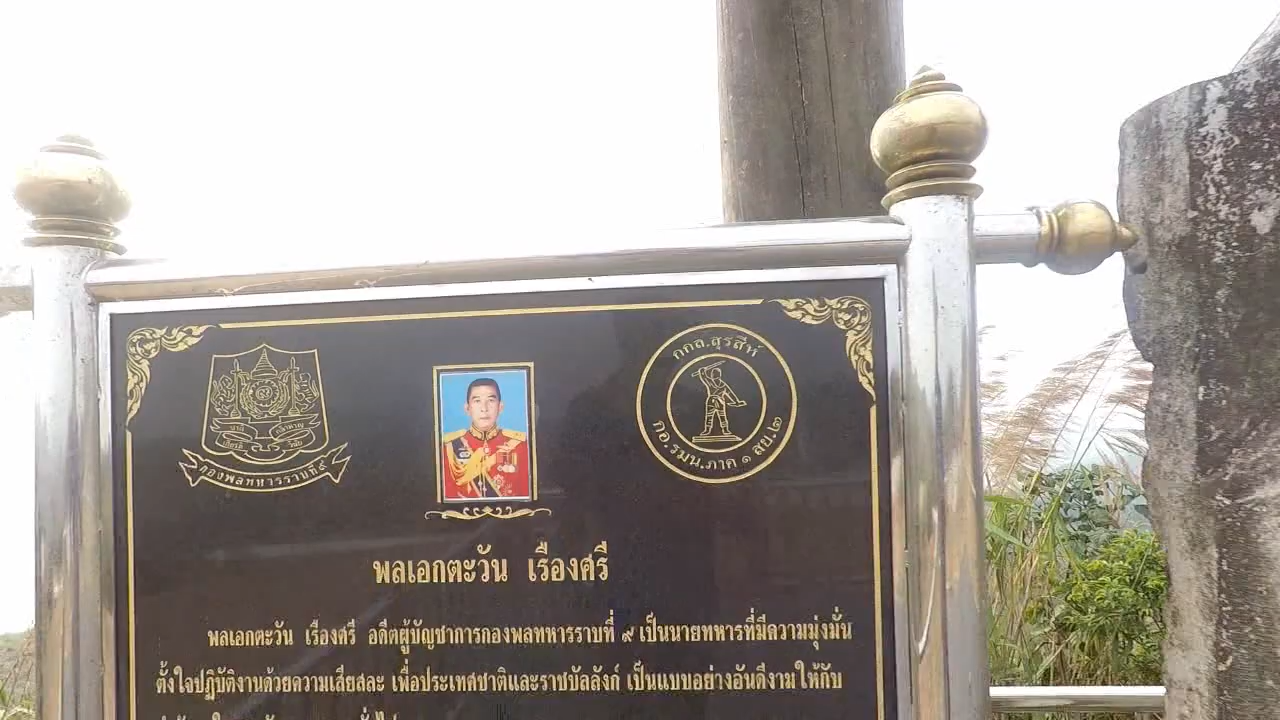 กองพลทหารราบที่ ๙
กกล.สุรสีห์
กอ.รมน.ภาค ๑ สย.๒
พลเอกตะวัน เรืองศรี
พลเอกตะวัน เรืองศรี อดีตผู้บัญชาการกองพลทหารราบที่ ๙ เป็นนายทหารที่มีความมุ่งมั่น
ตั้งใจปฏิบัติงานด้วยความเสียสละ เพื่อประเทศชาติและราชบัลลังก์ เป็นแบบอย่างอันดีงามให้กับ